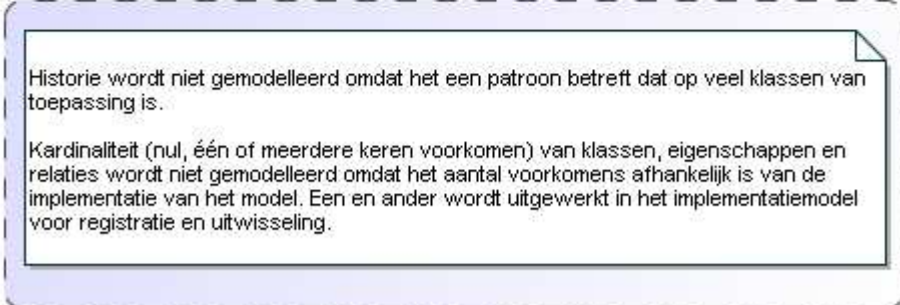 Historie wordt niet gemodelleerd omdat het een patroon betreft dat op veel klassen van
toepassing is.
Kardinaliteit (nul, één of meerdere keren voorkomen) van klassen, eigenschappen en
relaties wordt niet gemodelleerd omdat het aantal voorkomens afhankelijk is van de
implementatie van het model. Een en ander wordt uitgewerkt in het implementatiemodel
voor registratie en uitwisseling.